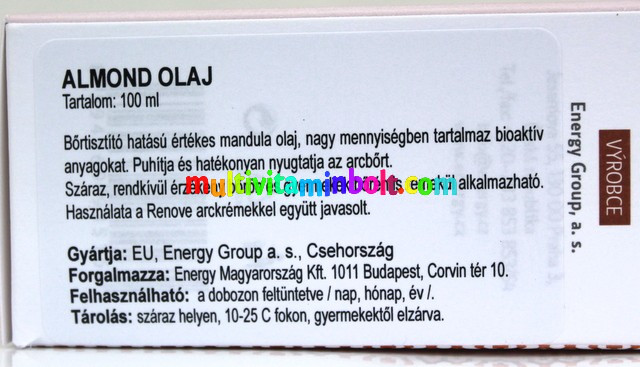 ALMOND OLAJ
Tartalom: 100 ml
Bőrtisztító hatású értékes mandula olaj, nagy mennyiségben tartalmaz bioaktív
anyagokat. Puhítja és hatékonyan nyugtatja az arcbőrt.
Száraz, rendkívül alkalmazható.
multivitaminbolt.com
Használata a Renove arckrémekkel együtt javasolt.
Gyártja: EU, Energy Group a. s., Csehország
Forgalmazza: Energy Magyarország Kft. 1011 Budapest, Corvin tér 10.
Felhasználható: a dobozon feltüntetve / nap, hónap, év /.
Tárolás: száraz helyen, 10-25 C fokon, gyermekektől elzárva.
VÝROBCE
Energy Group, a. s.